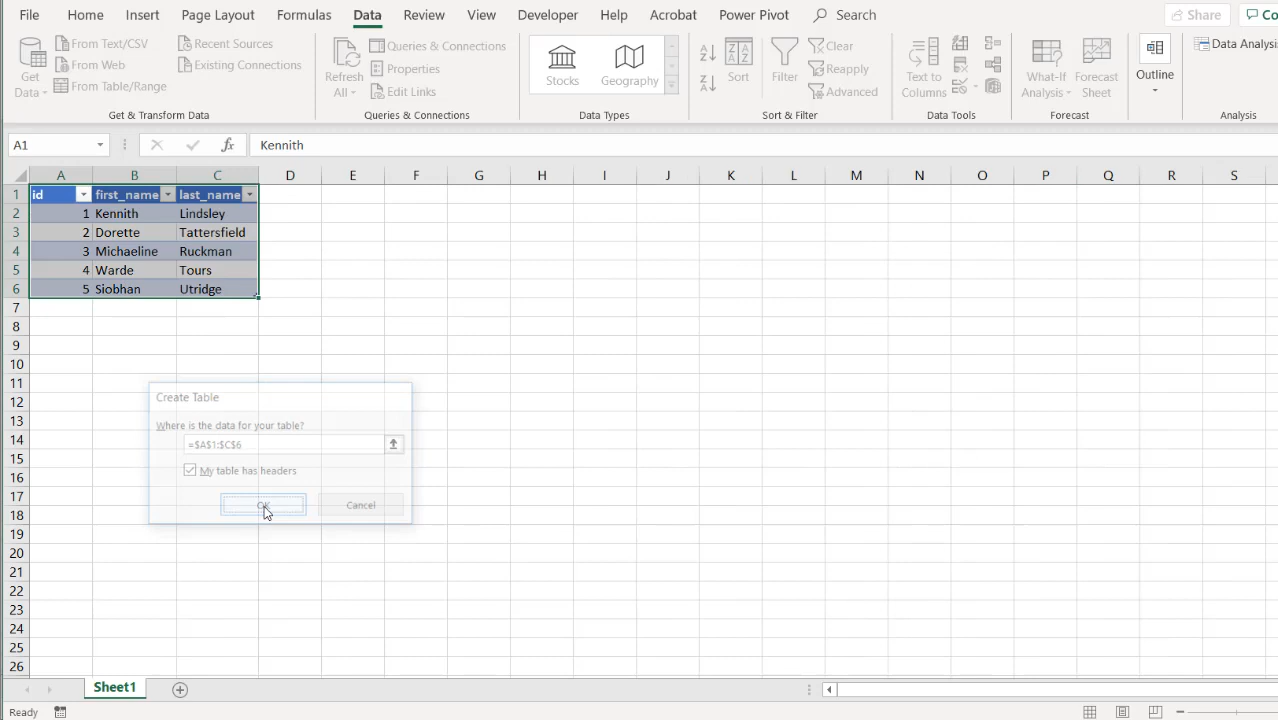 File Home Insert Page Layout Formulas Data Review View Developer Help Acrobat Power Pivot Search Share
Get Data From Text/CSV From Web From Table/Range Recent Sources Existing Connections
Get & Transform Data
Refresh All Queries & Connections Properties Edit Links
Queries & Connections
Stocks Geography
Data Types
Sort Filter Clear Reapply Advanced
Sort & Filter
Text to Columns
Data Tools
What-If Analysis Forecast Sheet
Forecast
Outline
Analysis
A1 fx Kennith
A B C D E F G H I J K L M N O P Q R S
1 id first_name last_name
2 1 Kennith Lindsley
3 2 Dorette Tattersfield
4 3 Michaeline Ruckman
5 4 Warde Tours
6 5 Siobhan Utridge
7
8
9
10
11
12
13
14
15
16
17
18
19
20
21
22
23
24
25
26
Create Table
Where is the data for your table?
=$A$1:$C$6
My table has headers
OK Cancel
Sheet1
Ready